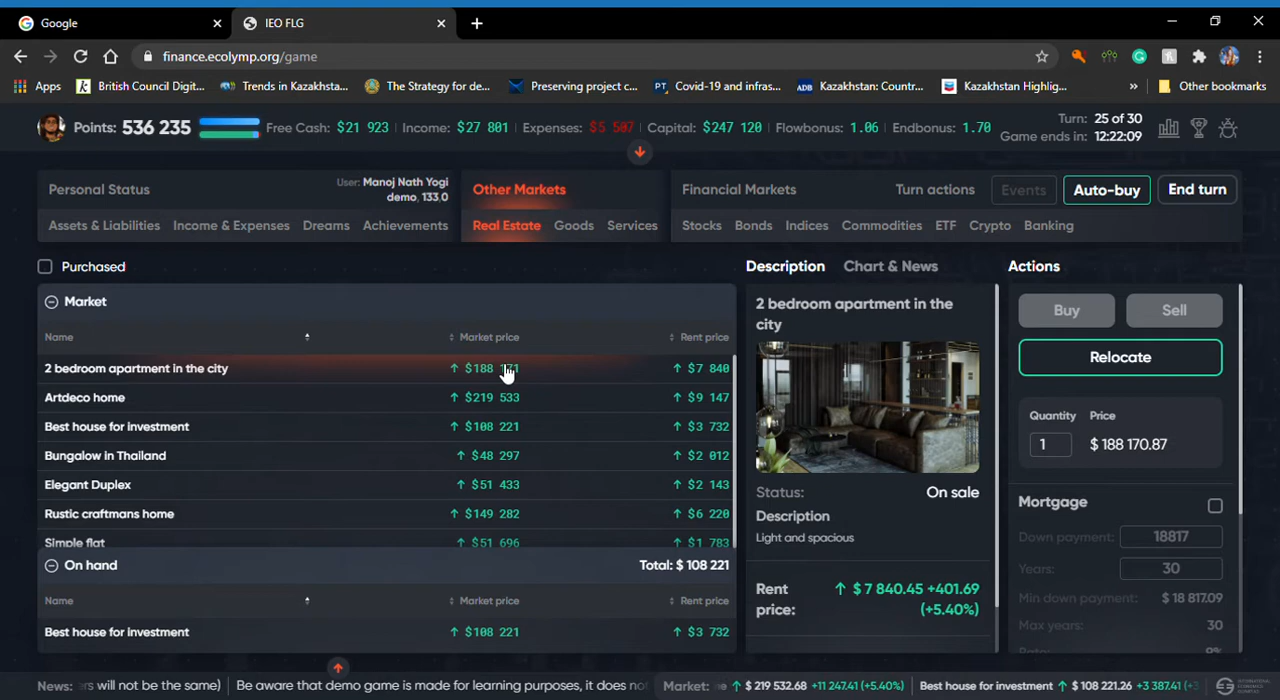 Google
IEO FLG
finance.ecolymp.org/game
Apps
British Council Digit...
Trends in Kazakhsta...
The Strategy for de...
Preserving project c...
Covid-19 and infras...
ADB Kazakhstan: Countr...
Kazakhstan Highlig...
Other bookmarks
Points: 536 235
Free Cash: $21 923
Income: $27 801
Expenses: $5 507
Capital: $247 120
Flowbonus: 1.06
Endbonus: 1.70
Turn: 25 of 30
Game ends in: 12:22:09
Personal Status
User: Manoj Nath Yogi
demo, 133.0
Assets & Liabilities
Income & Expenses
Dreams
Achievements
Other Markets
Real Estate
Goods
Services
Financial Markets
Turn actions
Events
Auto-buy
End turn
Stocks
Bonds
Indices
Commodities
ETF
Crypto
Banking
Purchased
Market
Name Market price Rent price
2 bedroom apartment in the city $188 171 $7 840
Artdeco home $219 533 $9 147
Best house for investment $108 221 $3 732
Bungalow in Thailand $48 297 $2 012
Elegant Duplex $51 433 $2 143
Rustic craftmans home $149 282 $6 220
Simple flat $51 696 $1 783
On hand Total: $ 108 221
Name Market price Rent price
Best house for investment $108 221 $3 732
Description
Chart & News
2 bedroom apartment in the
city
Status: On sale
Description
Light and spacious
Rent $ 7 840.45 +401.69
price: (+5.40%)
Actions
Buy
Sell
Relocate
Quantity Price
1 $ 188 170.87
Mortgage
Down payment: 18817
Years: 30
Min down payment: $ 18 817.09
Max years: 30
News: ers will not be the same) Be aware that demo game is made for learning purposes, it does no
Market: $ 219 532.68 +11 247.41 (+5.40%) Best house for investment $ 108 221.26 +3 387.41